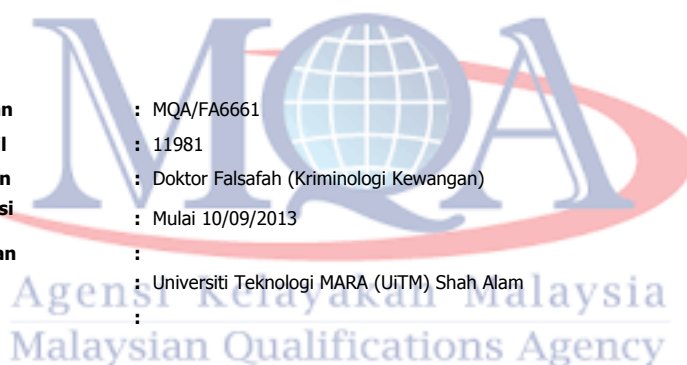 an : MQA/FA6661
l : 11981
n : Doktor Falsafah (Kriminologi Kewangan)
si : Mulai 10/09/2013
an :
: Universiti Teknologi MARA (UiTM) Shah Alam
:
MQA
Agensi Kelayakan Malaysia
Malaysian Qualifications Agency